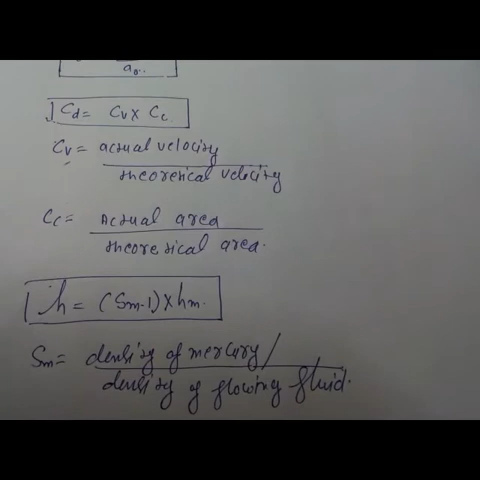 a₀.
Cd = Cv x Cc
Cv = actual velocity
theoretical velocity
Cc = Actual area
theoretical area.
h = (Sm-1) x hm.
Sm = density of mercury /
density of flowing fluid.